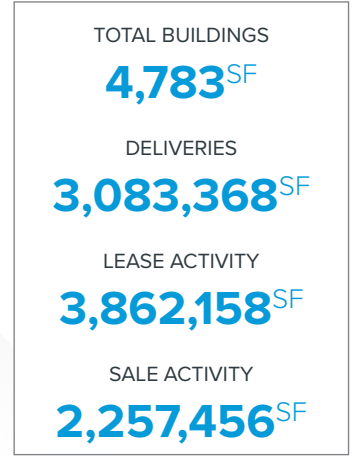 TOTAL BUILDINGS
4,783SF
DELIVERIES
3,083,368SF
LEASE ACTIVITY
3,862,158SF
SALE ACTIVITY
2,257,456SF